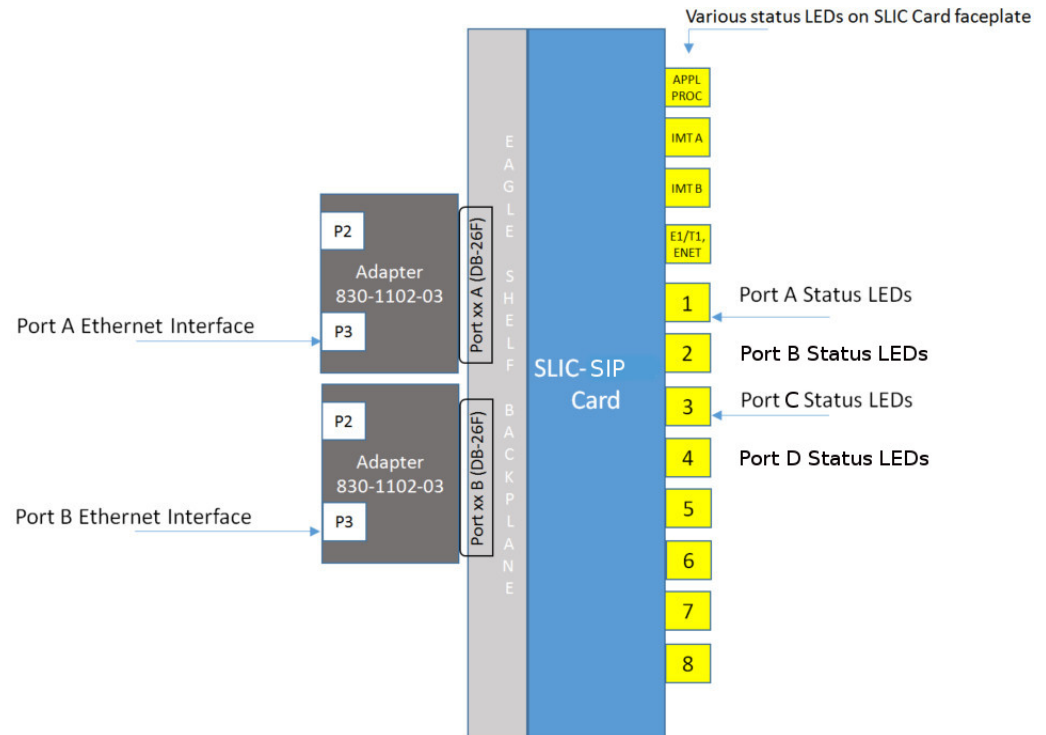 Various status LEDs on SLIC Card faceplate
APPL
PROC
IMT A
IMT B
E1/T1,
ENET
EAGLE SHELF BACKPLANE
SLIC-SIP
Card
P2
Adapter
830-1102-03
P3
Port xx A (DB-26F)
Port A Ethernet Interface
P2
Adapter
830-1102-03
P3
Port xx B (DB-26F)
Port B Ethernet Interface
1
Port A Status LEDs
2
Port B Status LEDs
3
Port C Status LEDs
4
Port D Status LEDs
5
6
7
8